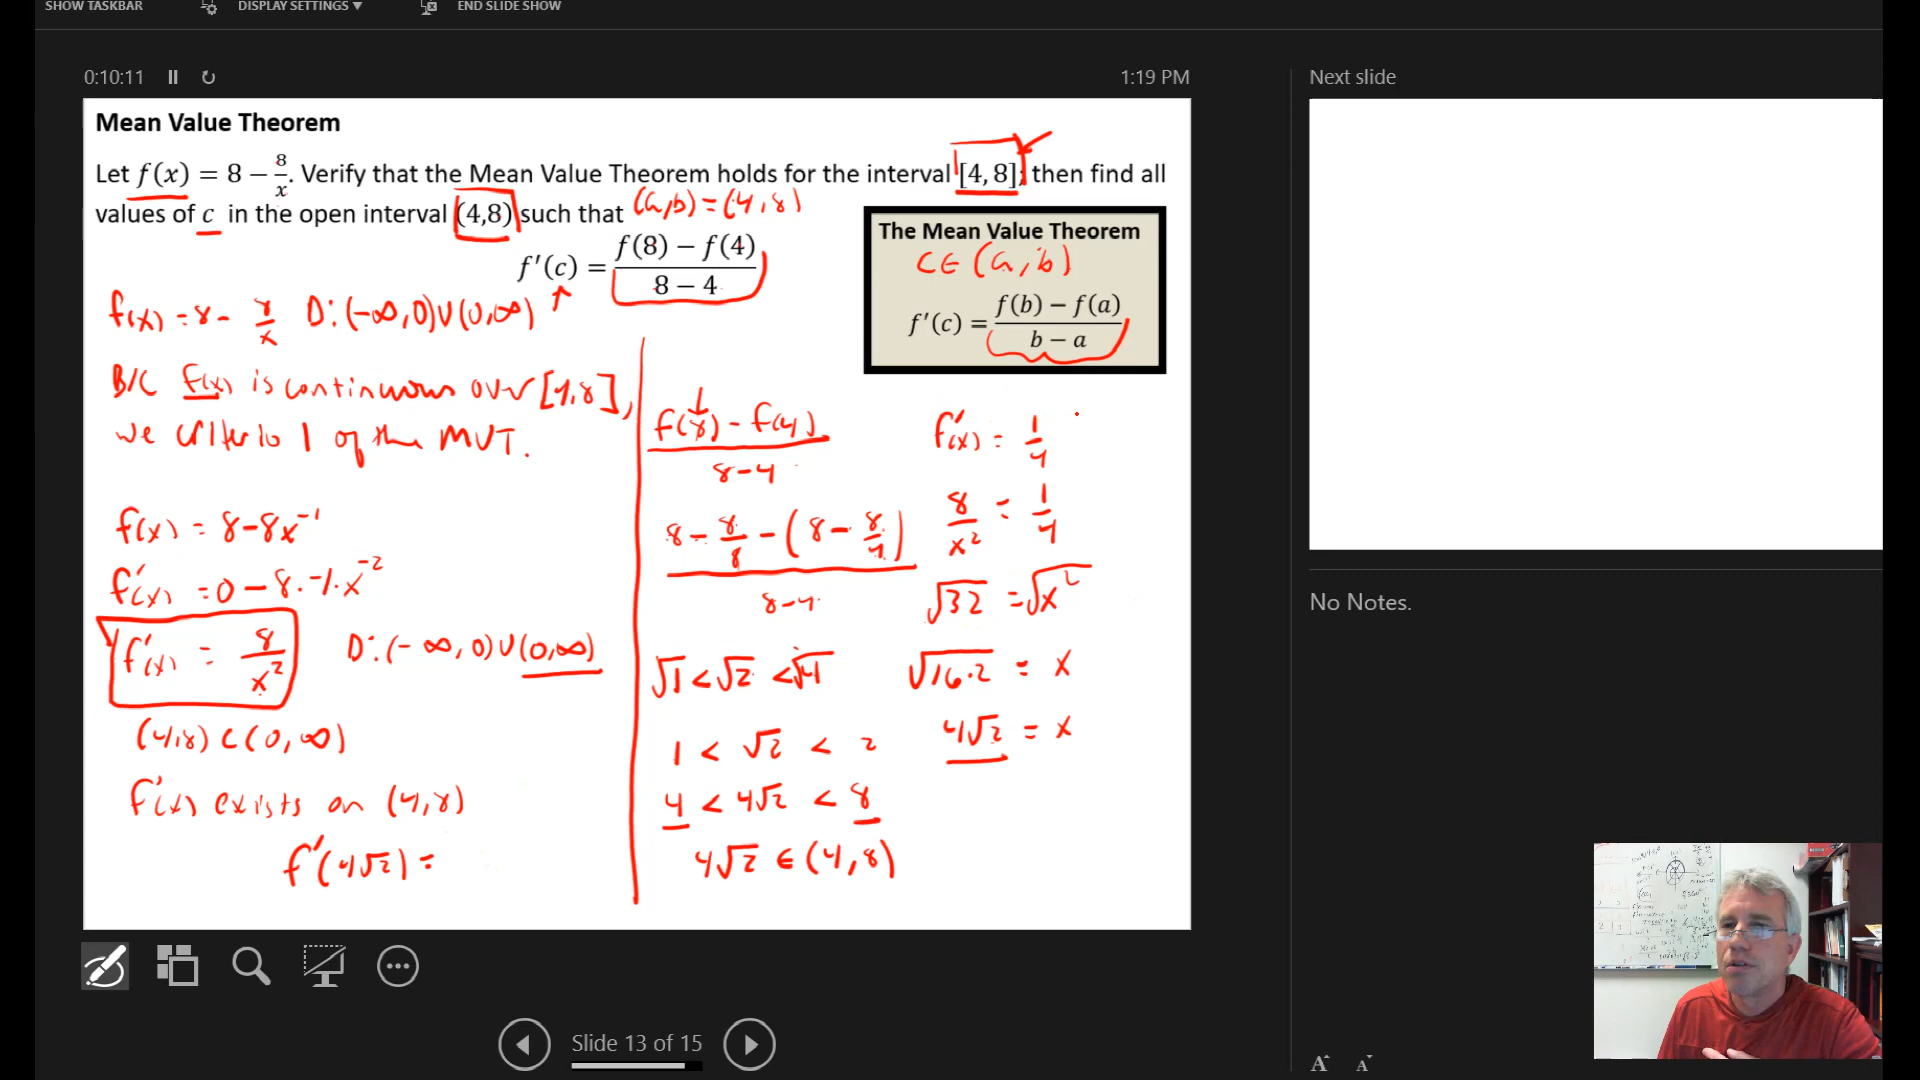 SHOW TASKBAR
DISPLAY SETTINGS ▼
END SLIDE SHOW
0:10:11
1:19 PM
Next slide
Mean Value Theorem
Let f(x) = 8 − 8/x. Verify that the Mean Value Theorem holds for the interval [4, 8]; then find all
values of c in the open interval (4,8) such that (a,b) = (4,8)
f'(c) = (f(8) − f(4))/(8 − 4)
The Mean Value Theorem
C ∈ (a, b)
f'(c) = (f(b) − f(a))/(b − a)
f(x) = 8 - 8/x D: (-∞,0)∪(0,∞)
B/C f(x) is continuous over [4,8],
we criteria 1 of the MVT.
f(x) = 8-8x⁻¹
f'(x) = 0 - 8·-1·x⁻²
f'(x) = 8/x² D: (-∞,0)∪(0,∞)
(4,8) ⊂ (0,∞)
f'(x) exists on (4,8)
f'(4√2) =
(f(8) - f(4))/(8-4)
(8 - 8/8 - (8 - 8/4))/(8-4)
√1 < √2 < √4
1 < √2 < 2
4 < 4√2 < 8
4√2 ∈ (4,8)
f'(x) = 1/4
8/x² = 1/4
√32 = √x²
√16·2 = x
4√2 = x
No Notes.
Slide 13 of 15
A A